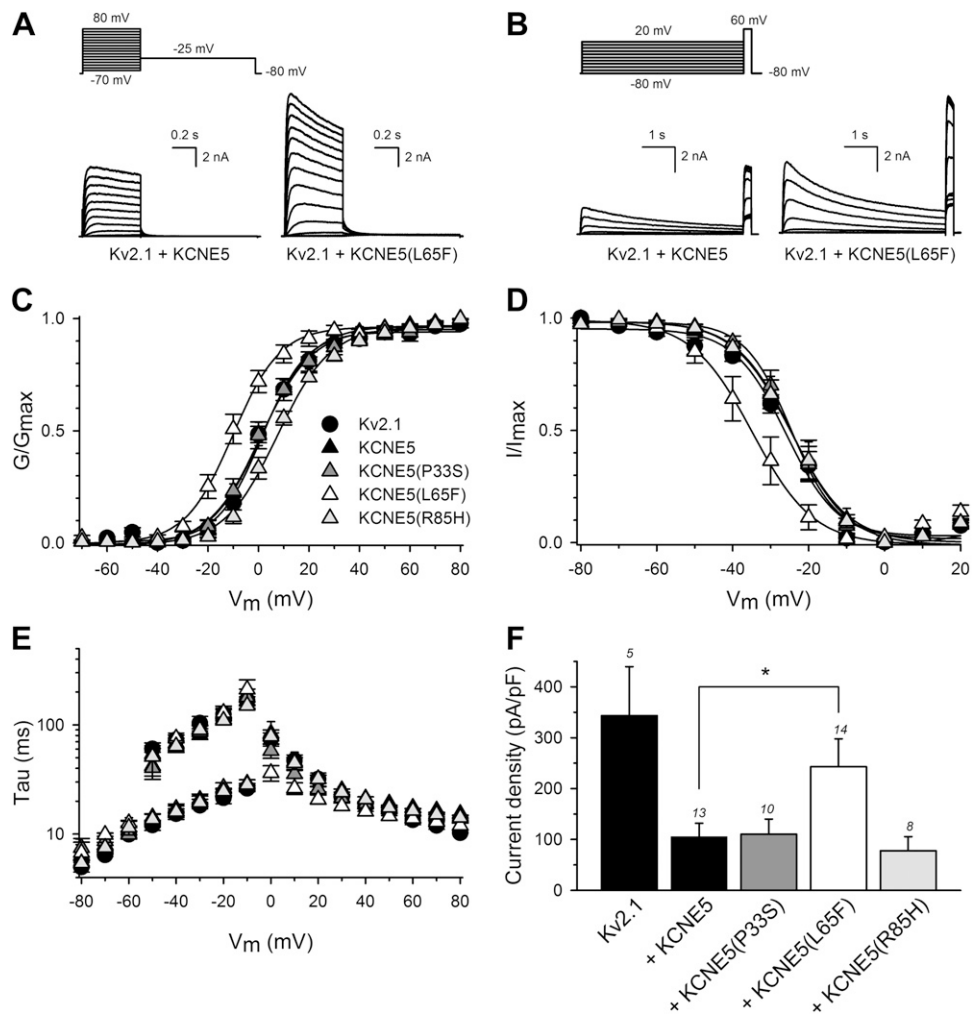 A
80 mV
-25 mV
-70 mV
-80 mV
0.2 s
2 nA
0.2 s
2 nA
Kv2.1 + KCNE5
Kv2.1 + KCNE5(L65F)
B
60 mV
20 mV
-80 mV
-80 mV
1 s
2 nA
1 s
2 nA
Kv2.1 + KCNE5
Kv2.1 + KCNE5(L65F)
C
1.0
0.5
0.0
G/Gmax
Kv2.1
KCNE5
KCNE5(P33S)
KCNE5(L65F)
KCNE5(R85H)
-60 -40 -20 0 20 40 60 80
Vm (mV)
D
1.0
0.5
0.0
I/Imax
-80 -60 -40 -20 0 20
Vm (mV)
E
100
10
Tau (ms)
-80 -60 -40 -20 0 20 40 60 80
Vm (mV)
F
400
300
200
100
0
Current density (pA/pF)
5
13
10
14
8
*
Kv2.1
+ KCNE5
+ KCNE5(P33S)
+ KCNE5(L65F)
+ KCNE5(R85H)